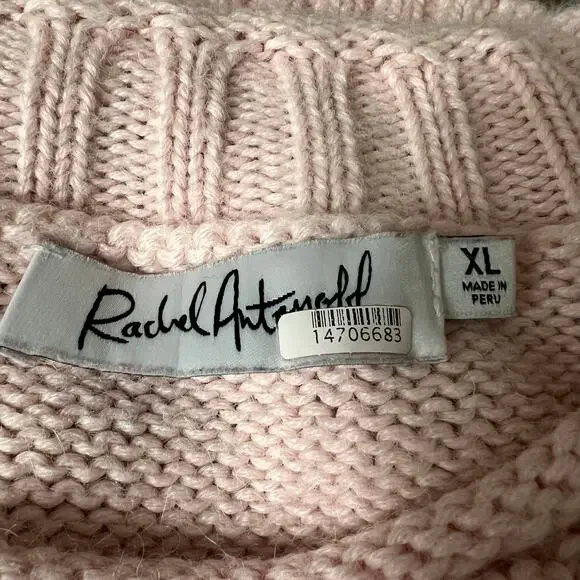 Rachel Antonoff
XL
MADE IN
PERU
14706683